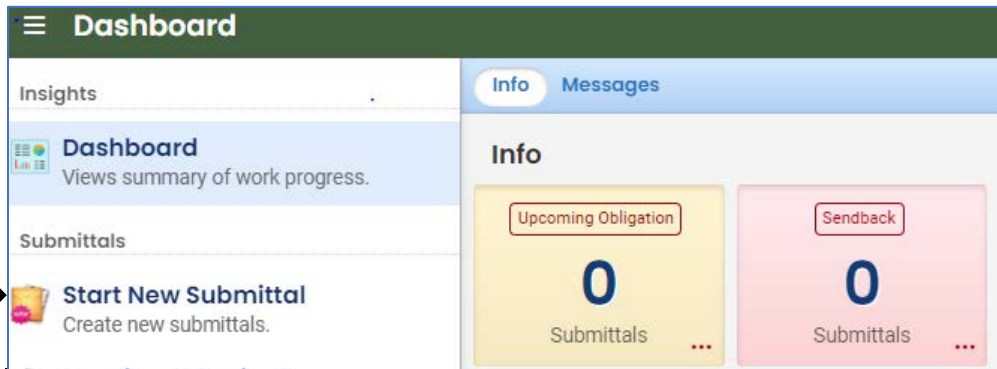 Dashboard
Insights
Dashboard
Views summary of work progress.
Submittals
Start New Submittal
Create new submittals.
Info Messages
Info
Upcoming Obligation
0
Submittals
...
Sendback
0
Submittals
...